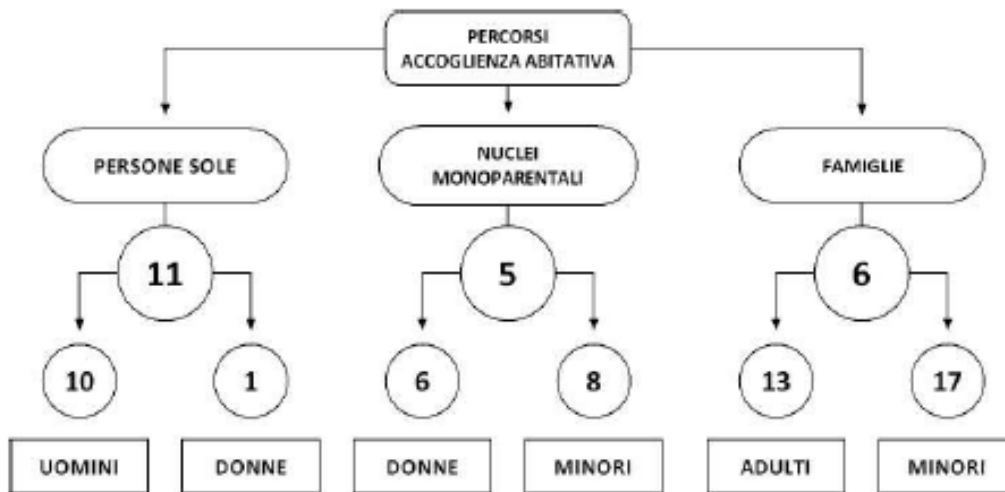 PERCORSI
ACCOGLIENZA ABITATIVA
PERSONE SOLE
NUCLEI
MONOPARENTALI
FAMIGLIE
11
5
6
10
1
6
8
13
17
UOMINI
DONNE
DONNE
MINORI
ADULTI
MINORI